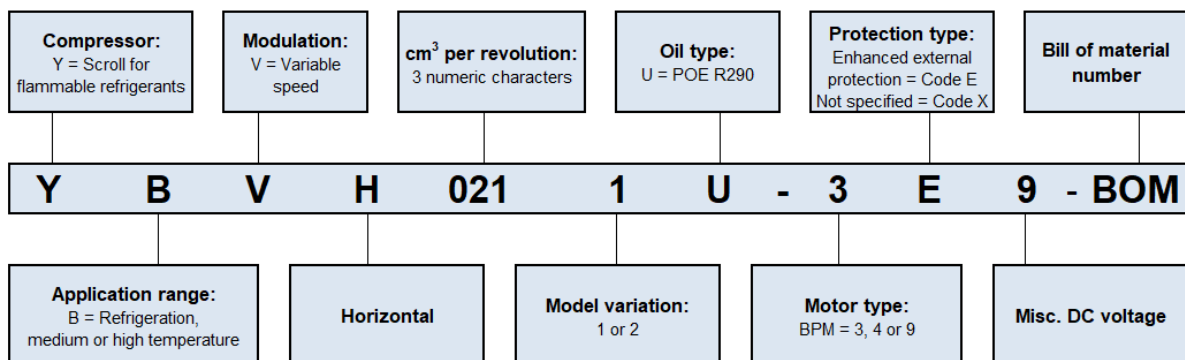 Compressor:
Y = Scroll for
flammable refrigerants
Modulation:
V = Variable
speed
cm³ per revolution:
3 numeric characters
Oil type:
U = POE R290
Protection type:
Enhanced external
protection = Code E
Not specified = Code X
Bill of material
number
Y B V H 021 1 U - 3 E 9 - BOM
Application range:
B = Refrigeration,
medium or high temperature
Horizontal
Model variation:
1 or 2
Motor type:
BPM = 3, 4 or 9
Misc. DC voltage